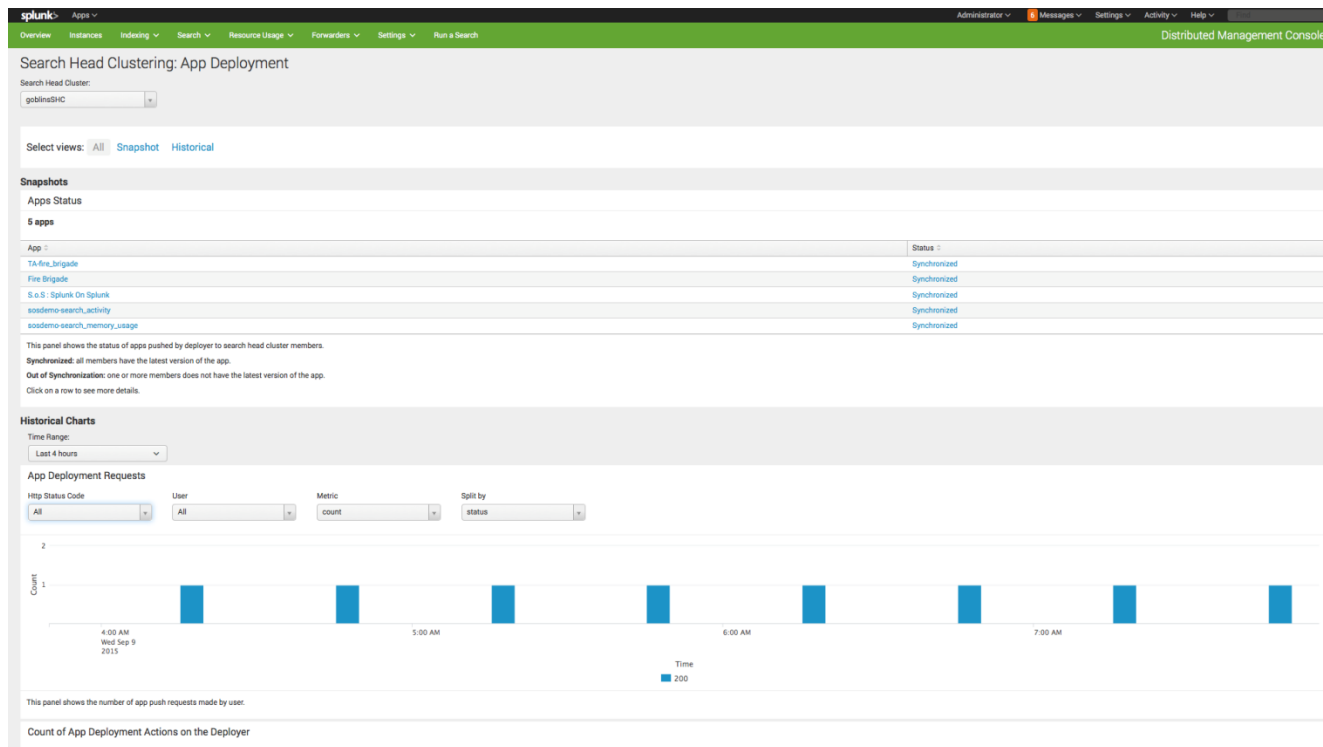 splunk> Apps Administrator 6 Messages Settings Activity Help
Overview Instances Indexing Search Resource Usage Forwarders Settings Run a Search Distributed Management Console
Search Head Clustering: App Deployment
Search Head Cluster:
goblinsSHC
Select views: All Snapshot Historical
Snapshots
Apps Status
5 apps
App Status
TA-fire_brigade Synchronized
Fire Brigade Synchronized
S.o.S : Splunk On Splunk Synchronized
sosdemo-search_activity Synchronized
sosdemo-search_memory_usage Synchronized
This panel shows the status of apps pushed by deployer to search head cluster members.
Synchronized: all members have the latest version of the app.
Out of Synchronization: one or more members does not have the latest version of the app.
Click on a row to see more details.
Historical Charts
Time Range:
Last 4 hours
App Deployment Requests
Http Status Code User Metric Split by
All All count status
2
1
Count
4:00 AM 5:00 AM 6:00 AM 7:00 AM
Wed Sep 9
2015
Time
200
This panel shows the number of app push requests made by user.
Count of App Deployment Actions on the Deployer